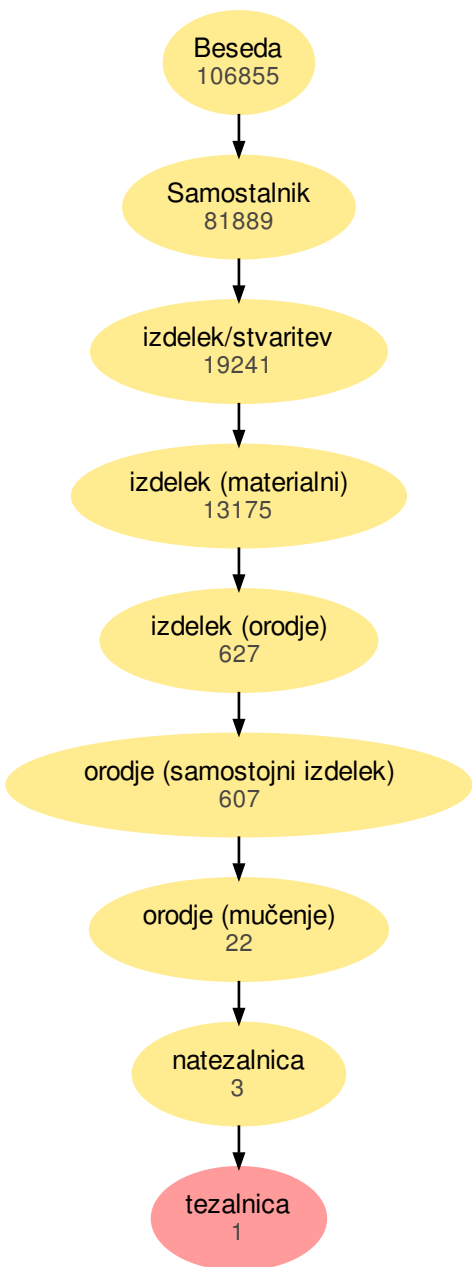 Beseda
106855
Samostalnik
81889
izdelek/stvaritev
19241
izdelek (materialni)
13175
izdelek (orodje)
627
orodje (samostojni izdelek)
607
orodje (mučenje)
22
natezalnica
3
tezalnica
1